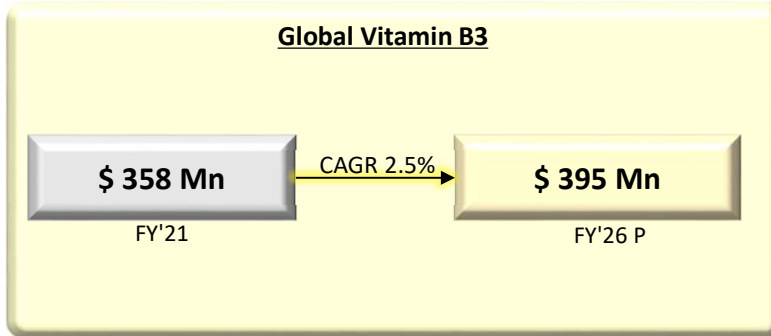 Global Vitamin B3
$ 358 Mn
CAGR 2.5%
$ 395 Mn
FY'21
FY'26 P